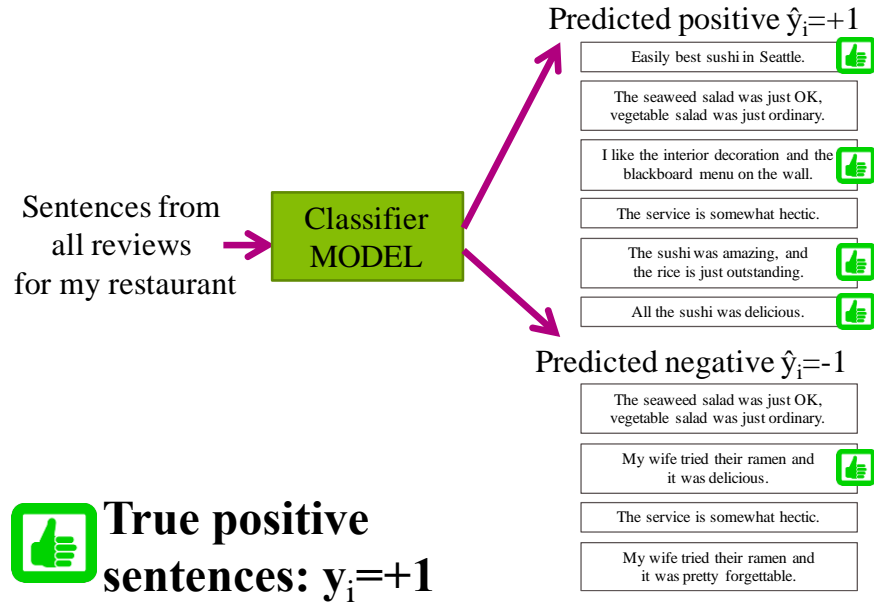 Predicted positive ŷᵢ=+1
Easily best sushi in Seattle.
The seaweed salad was just OK,
vegetable salad was just ordinary.
I like the interior decoration and the
blackboard menu on the wall.
The service is somewhat hectic.
The sushi was amazing, and
the rice is just outstanding.
All the sushi was delicious.
Sentences from
all reviews
for my restaurant
Classifier
MODEL
Predicted negative ŷᵢ=-1
The seaweed salad was just OK,
vegetable salad was just ordinary.
My wife tried their ramen and
it was delicious.
The service is somewhat hectic.
My wife tried their ramen and
it was pretty forgettable.
True positive
sentences: yᵢ=+1